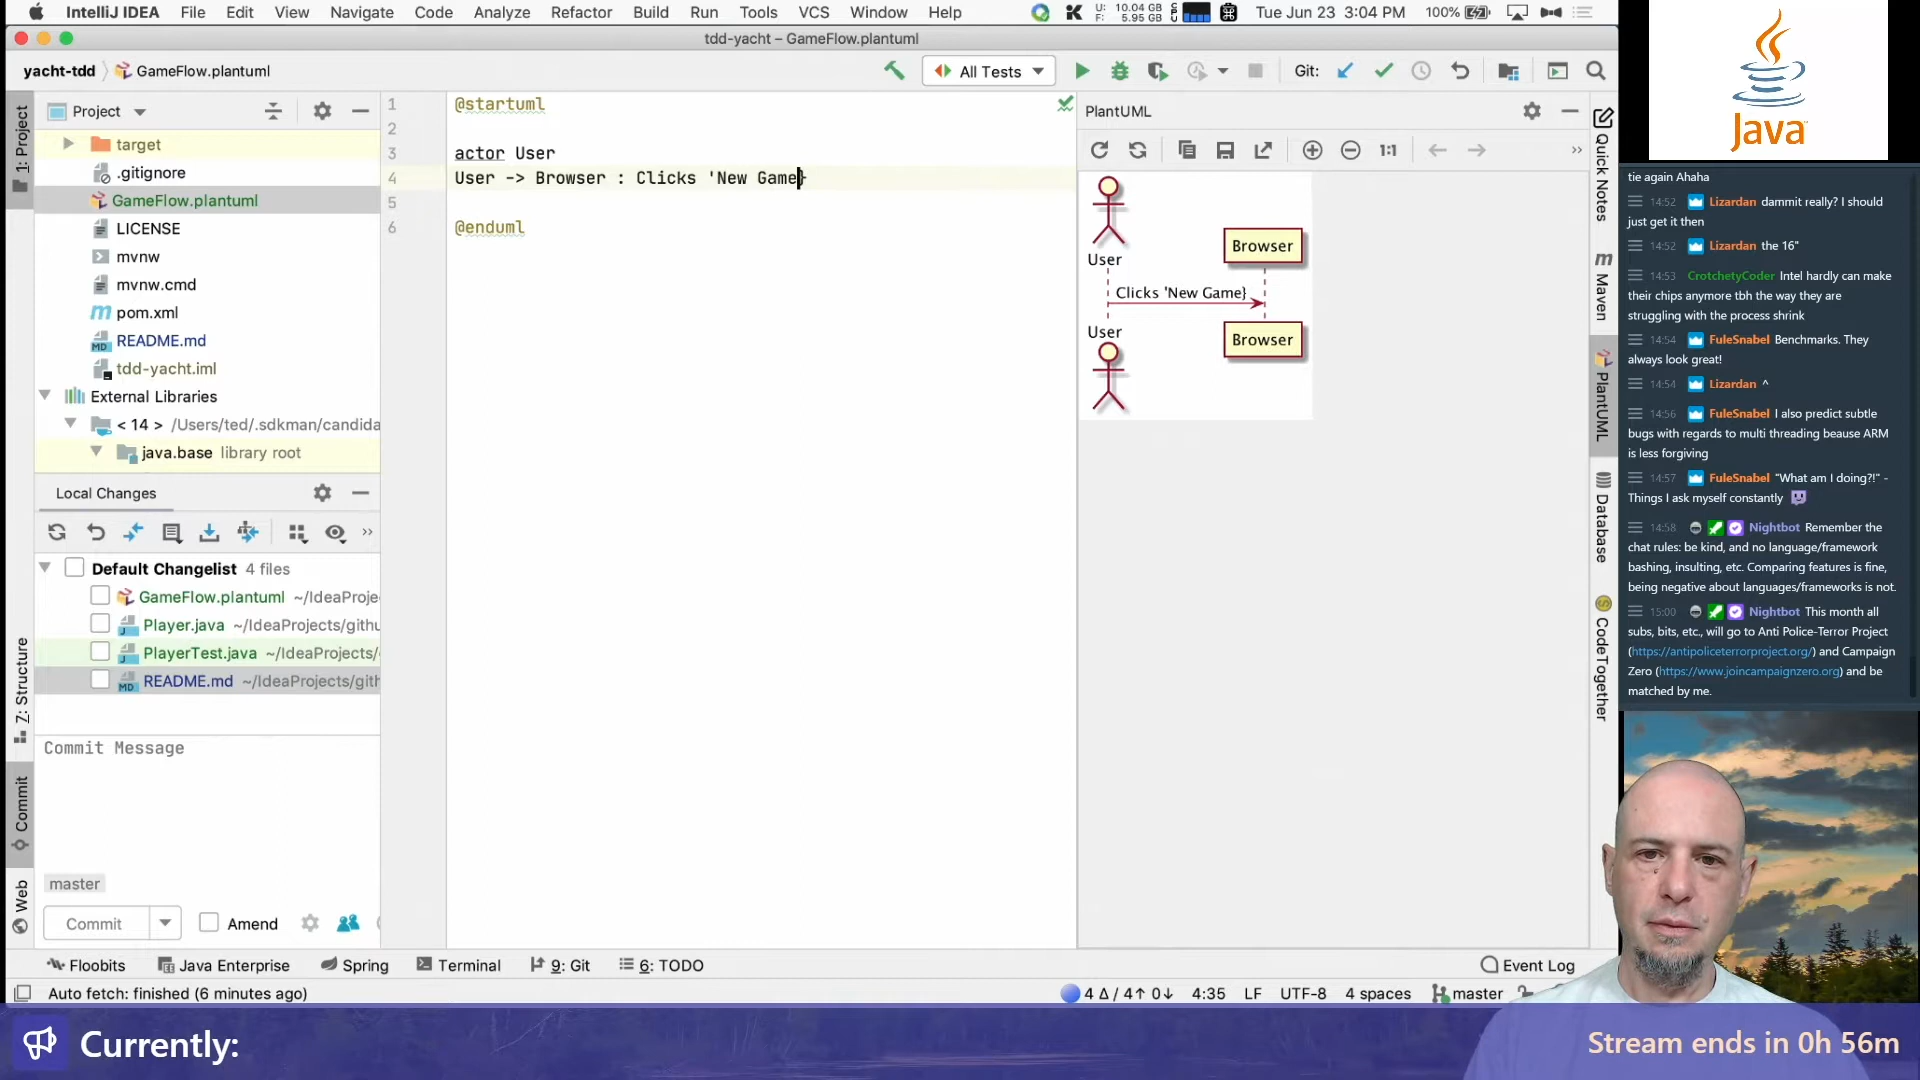 IntelliJ IDEA File Edit View Navigate Code Analyze Refactor Build Run Tools VCS Window Help
U: 10.04 GB
F: 5.95 GB
Tue Jun 23 3:04 PM 100%
tdd-yacht – GameFlow.plantuml
yacht-tdd GameFlow.plantuml
All Tests
Git:
1: Project
Project
target
.gitignore
GameFlow.plantuml
LICENSE
mvnw
mvnw.cmd
pom.xml
README.md
tdd-yacht.iml
External Libraries
< 14 > /Users/ted/.sdkman/candida
java.base library root
Local Changes
Default Changelist 4 files
GameFlow.plantuml ~/IdeaProje
Player.java ~/IdeaProjects/githu
PlayerTest.java ~/IdeaProjects/
README.md ~/IdeaProjects/gith
Commit Message
master
Commit
Amend
Z: Structure
Commit
Web
1 @startuml
2
3 actor User
4 User -> Browser : Clicks 'New Game}
5
6 @enduml
PlantUML
1:1
User
Browser
Clicks 'New Game}
User
Browser
Quick Notes
Maven
PlantUML
Database
CodeTogether
Floobits Java Enterprise Spring Terminal 9: Git 6: TODO Event Log
Auto fetch: finished (6 minutes ago)
4 Δ / 4↑ 0↓ 4:35 LF UTF-8 4 spaces master
Java
tie again Ahaha
14:52 Lizardan dammit really? I should
just get it then
14:52 Lizardan the 16"
14:53 CrotchetyCoder Intel hardly can make
their chips anymore tbh the way they are
struggling with the process shrink
14:54 FuleSnabel Benchmarks. They
always look great!
14:54 Lizardan ^
14:56 FuleSnabel I also predict subtle
bugs with regards to multi threading beause ARM
is less forgiving
14:57 FuleSnabel "What am I doing?!" -
Things I ask myself constantly
14:58 Nightbot Remember the
chat rules: be kind, and no language/framework
bashing, insulting, etc. Comparing features is fine,
being negative about languages/frameworks is not.
15:00 Nightbot This month all
subs, bits, etc., will go to Anti Police-Terror Project
(https://antipoliceterrorproject.org/) and Campaign
Zero (https://www.joincampaignzero.org) and be
matched by me.
Currently:
Stream ends in 0h 56m